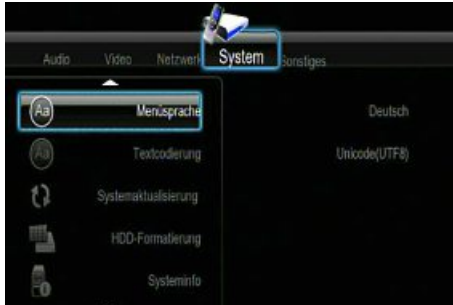 Audio Video Netzwerk System Sonstiges
Menüsprache Deutsch
Textcodierung Unicode(UTF8)
Systemaktualisierung
HDD-Formatierung
Systeminfo